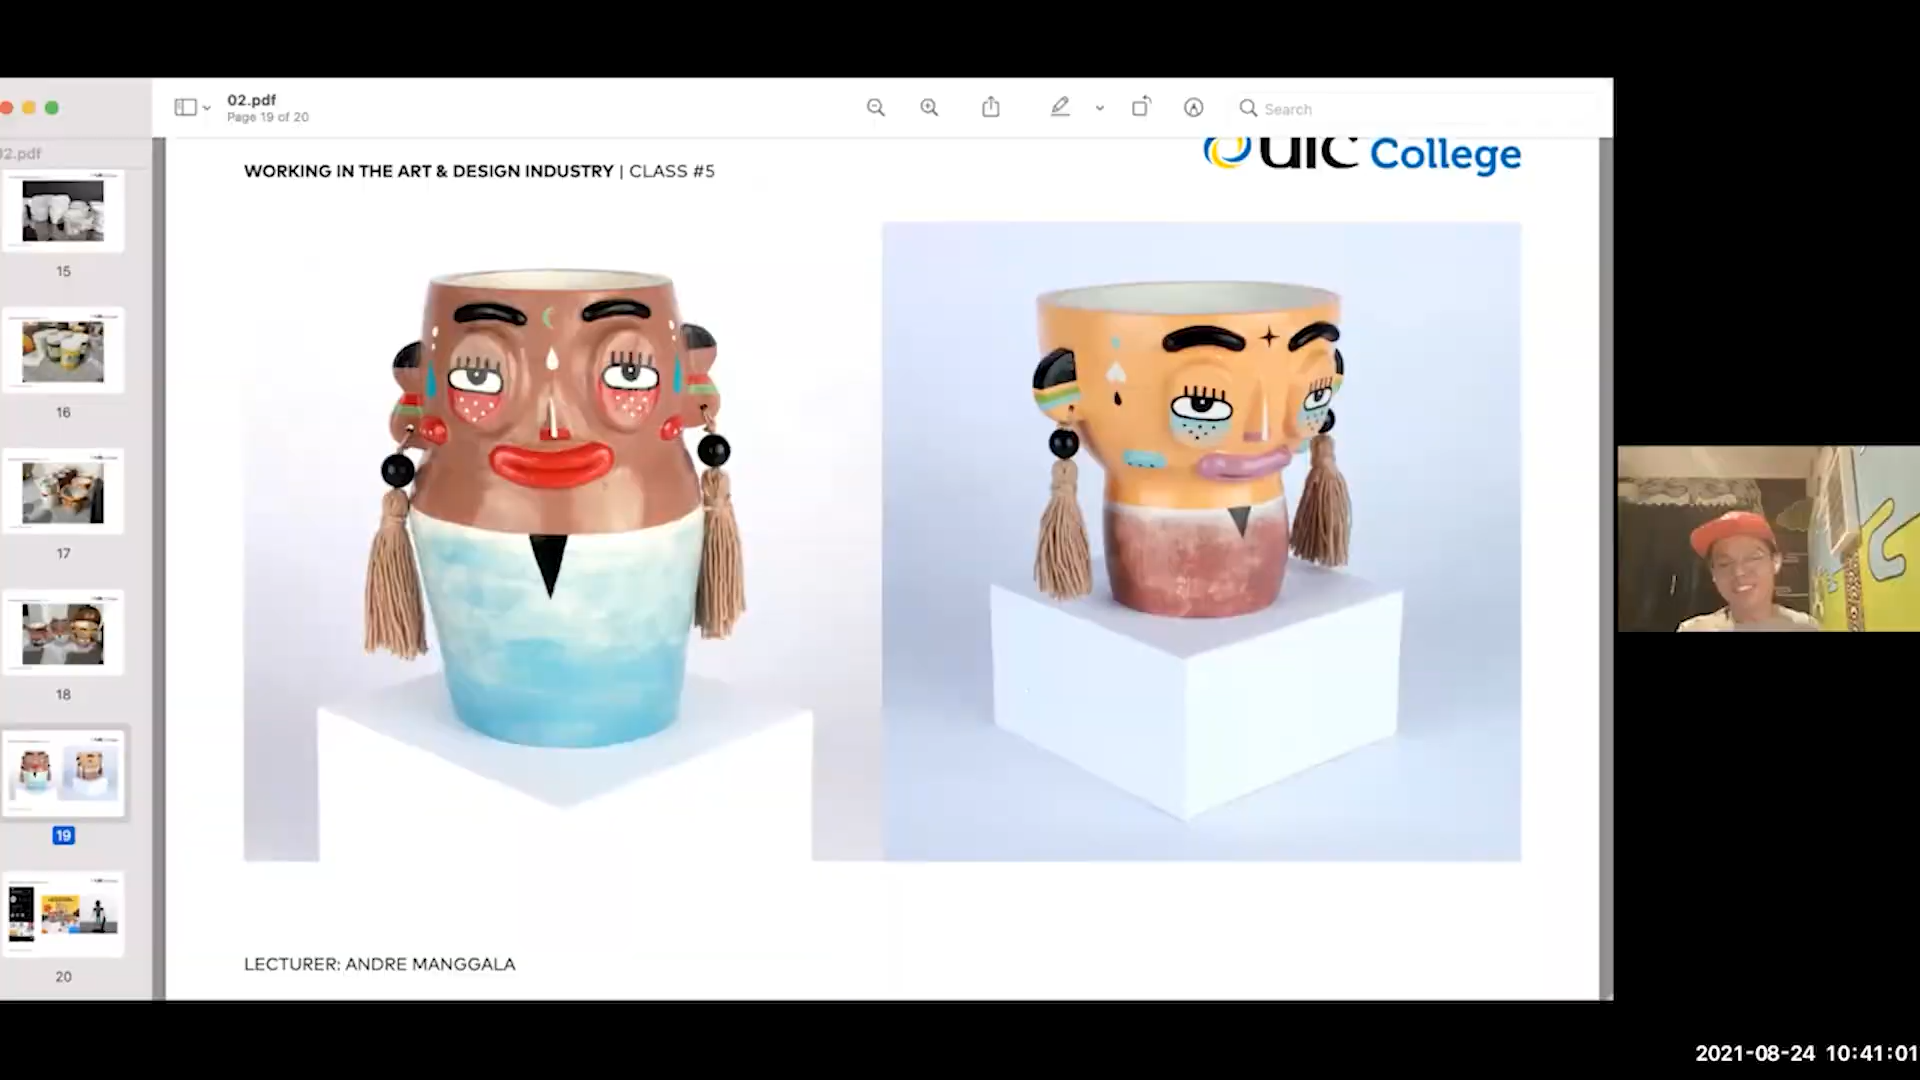 02.pdf
Page 19 of 20
Search
02.pdf
WORKING IN THE ART & DESIGN INDUSTRY | CLASS #5
UIC College
15
16
17
18
19
20
LECTURER: ANDRE MANGGALA
2021-08-24 10:41:01